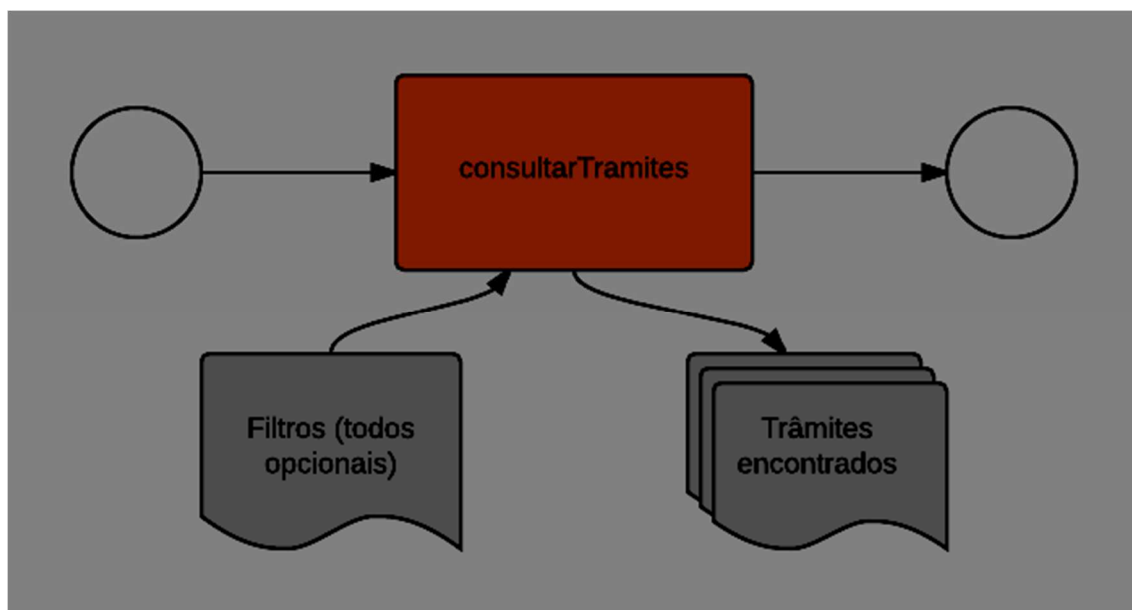 consultarTramites
Filtros (todos
opcionais)
Trâmites
encontrados